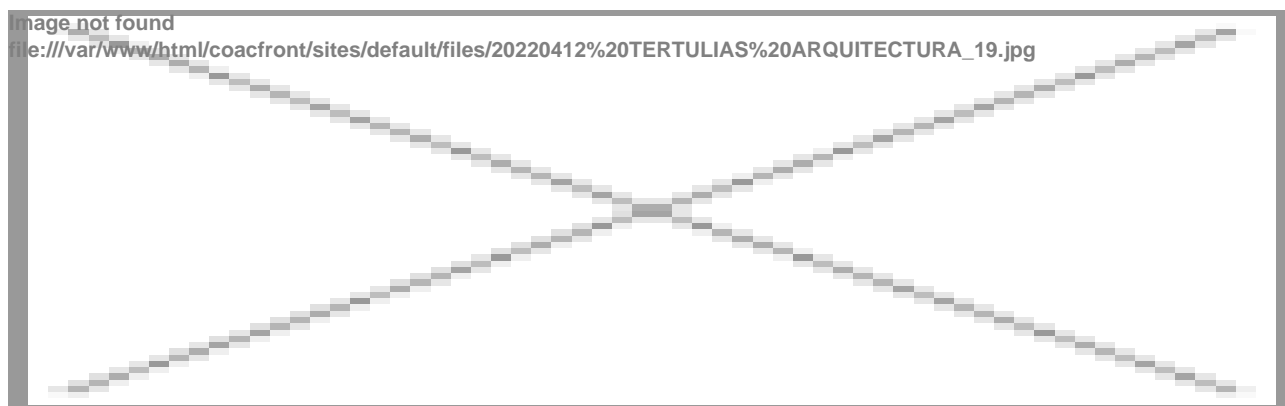 Image not found
file:///var/www/html/coacfront/sites/default/files/20220412%20TERTULIAS%20ARQUITECTURA_19.jpg